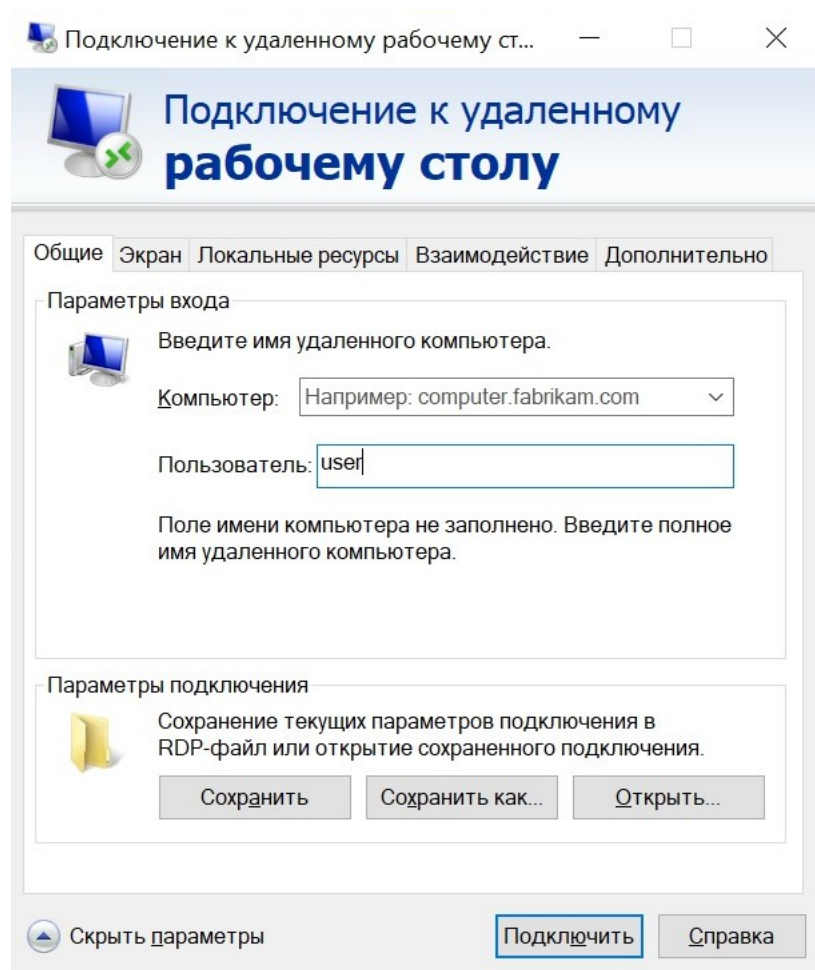 Подключение к удаленному рабочему ст...
Подключение к удаленному
рабочему столу
Общие Экран Локальные ресурсы Взаимодействие Дополнительно
Параметры входа
Введите имя удаленного компьютера.
Компьютер: Например: computer.fabrikam.com
Пользователь: user
Поле имени компьютера не заполнено. Введите полное
имя удаленного компьютера.
Параметры подключения
Сохранение текущих параметров подключения в
RDP-файл или открытие сохраненного подключения.
Сохранить Сохранить как... Открыть...
Скрыть параметры Подключить Справка